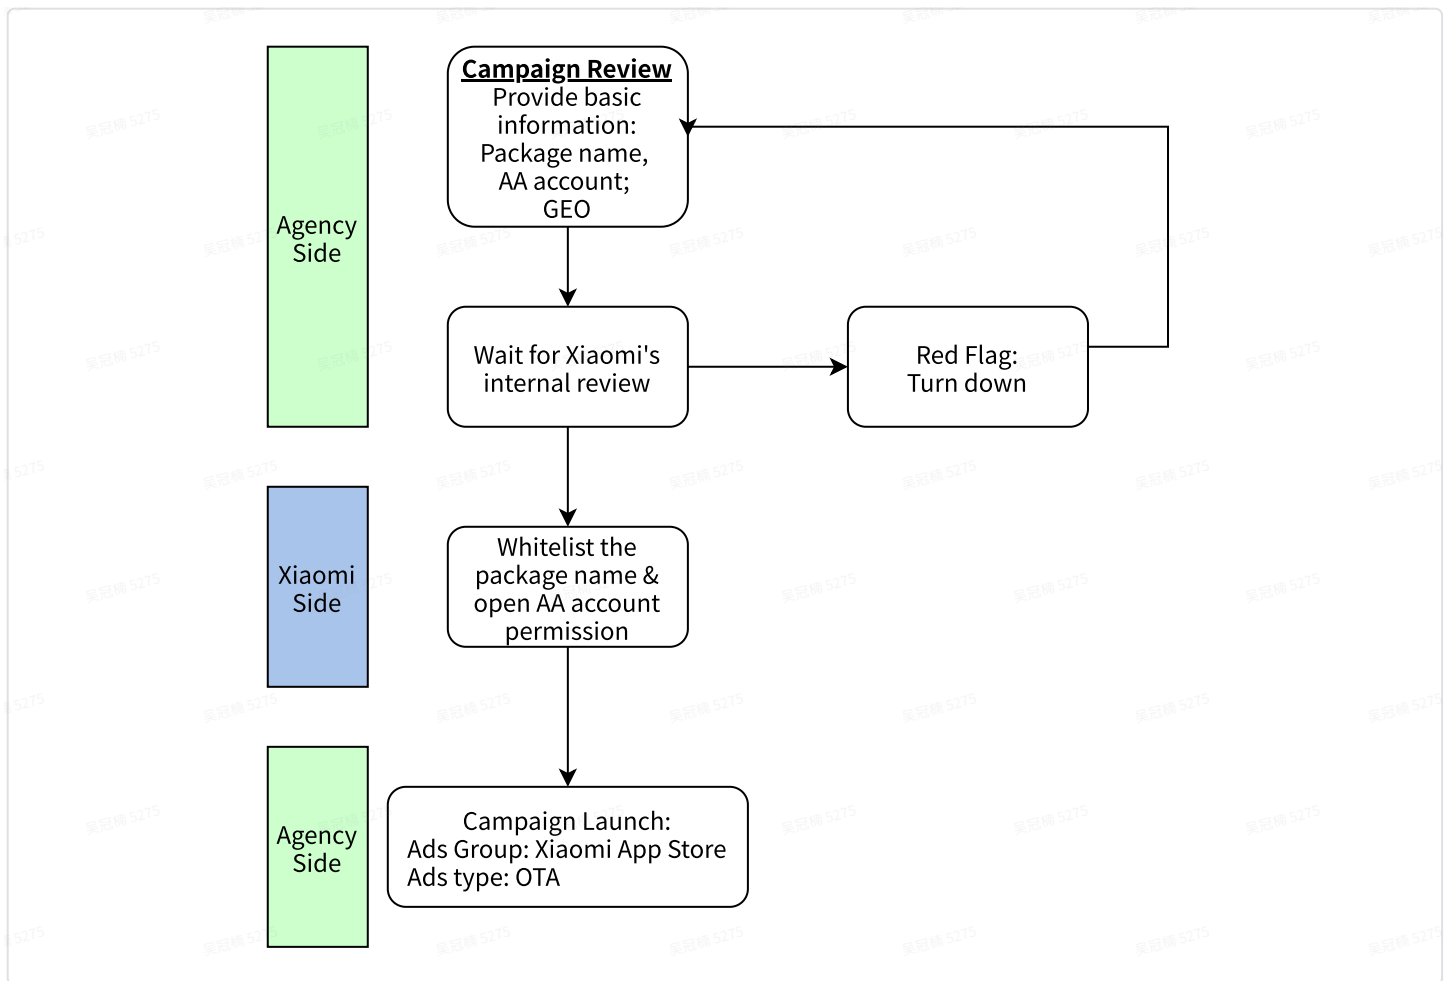 Campaign Review
Provide basic
information:
Package name,
AA account;
GEO
Agency
Side
Wait for Xiaomi's
internal review
Red Flag:
Turn down
Xiaomi
Side
Whitelist the
package name &
open AA account
permission
Agency
Side
Campaign Launch:
Ads Group: Xiaomi App Store
Ads type: OTA